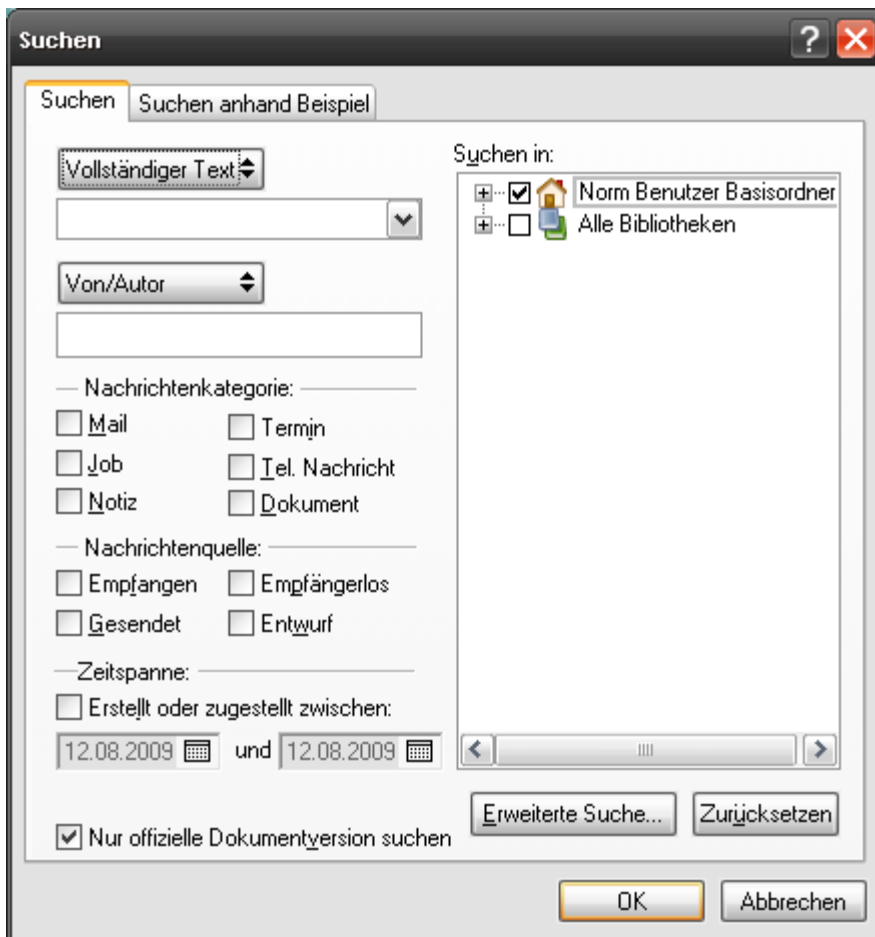 Suchen
Suchen
Suchen anhand Beispiel
Vollständiger Text
Von/Autor
Nachrichtenkategorie:
Mail
Termin
Job
Tel. Nachricht
Notiz
Dokument
Nachrichtenquelle:
Empfangen
Empfängerlos
Gesendet
Entwurf
Zeitspanne:
Erstellt oder zugestellt zwischen:
12.08.2009 und 12.08.2009
Nur offizielle Dokumentversion suchen
Suchen in:
Norm Benutzer Basisordner
Alle Bibliotheken
Erweiterte Suche...
Zurücksetzen
OK
Abbrechen